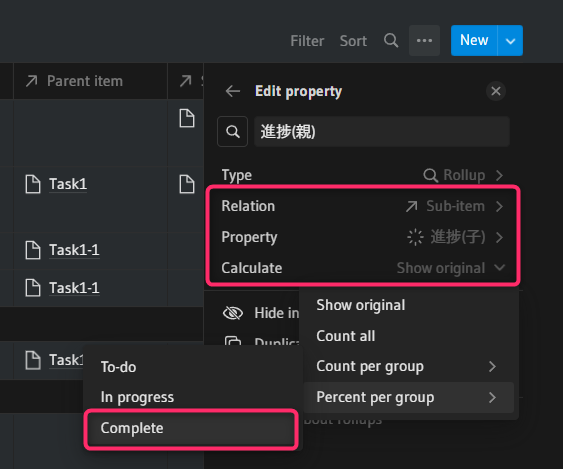 Filter Sort ••• New
Parent item
Edit property
進捗(親)
Type Rollup
Task1
Relation Sub-item
Property 進捗(子)
Task1-1
Calculate Show original
Task1-1
Hide in
Show original
Count all
Task1
To-do
Count per group
In progress
Percent per group
Complete
bout rollups